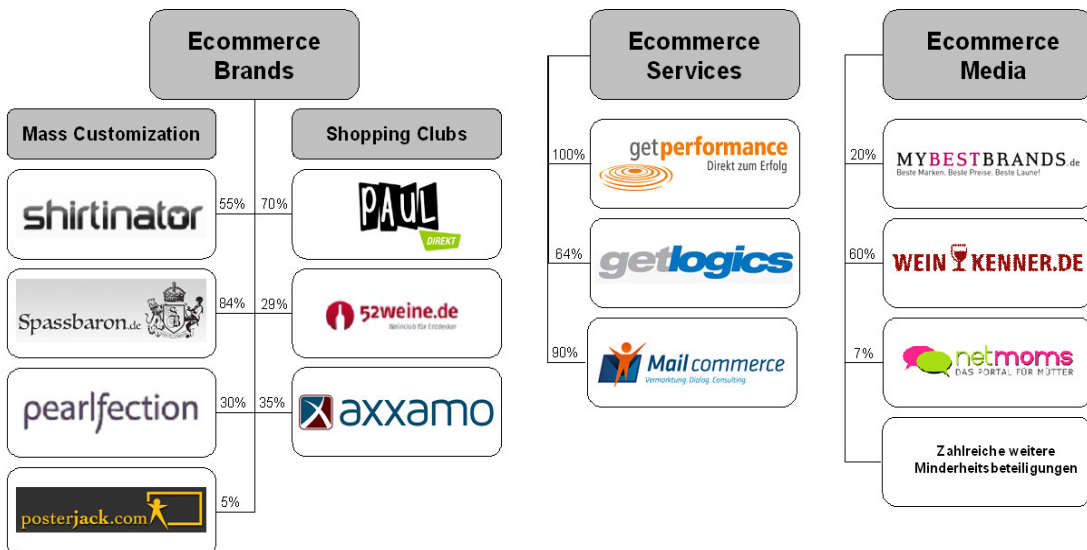 Ecommerce
Brands
Mass Customization
shirtinator
55%
Spassbaron.de
SB
84%
pearlfection
30%
posterjack.com
5%
Shopping Clubs
70%
PAUL
DIREKT
29%
52weine.de
Weinclub für Entdecker
35%
axxamo
Ecommerce
Services
100%
getperformance
Direkt zum Erfolg
64%
getlogics
90%
Mailcommerce
Vermarktung. Dialog. Consulting.
Ecommerce
Media
20%
MYBESTBRANDS.de
Beste Marken. Beste Preise. Beste Laune!
60%
WEIN KENNER.DE
7%
netmoms
DAS PORTAL FÜR MÜTTER
Zahlreiche weitere
Minderheitsbeteiligungen